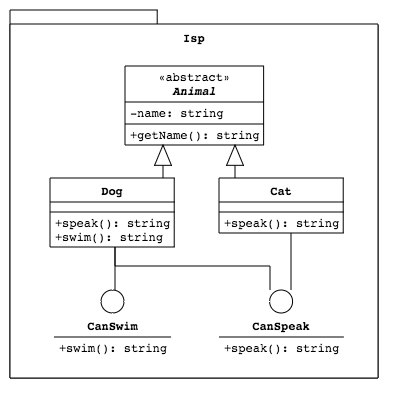 Isp
«abstract»
Animal
-name: string
+getName(): string
Dog
+speak(): string
+swim(): string
Cat
+speak(): string
CanSwim
+swim(): string
CanSpeak
+speak(): string